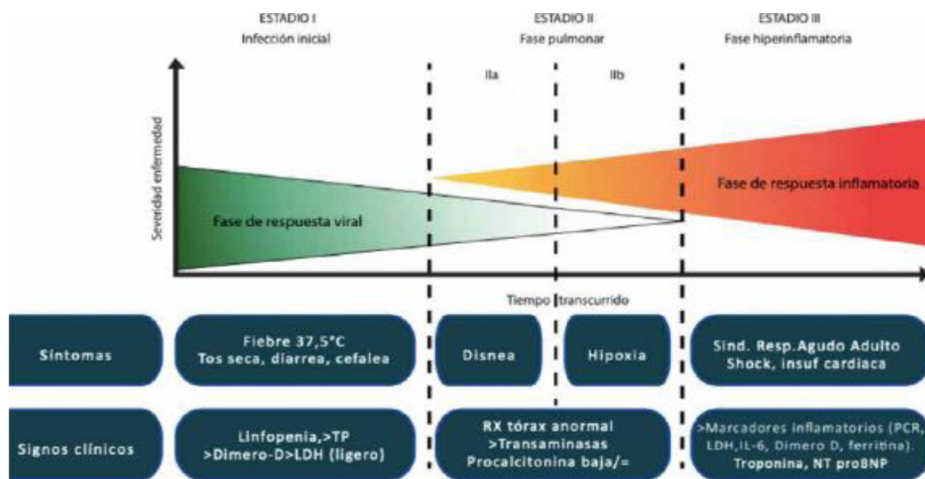 ESTADIO I
Infección inicial
ESTADIO II
Fase pulmonar
ESTADIO III
Fase hiperinflamatoria
IIa
IIb
Severidad enfermedad
Fase de respuesta viral
Fase de respuesta inflamatoria
Tiempo transcurrido
Síntomas
Fiebre 37,5°C
Tos seca, diarrea, cefalea
Disnea
Hipoxia
Sind. Resp.Agudo Adulto
Shock, insuf cardiaca
Signos clínicos
Linfopenia,>TP
>Dimero-D>LDH (ligero)
RX tórax anormal
>Transaminasas
Procalcitonina baja/=
>Marcadores inflamatorios (PCR,
LDH,IL-6, Dimero D, ferritina).
Troponina, NT proBNP